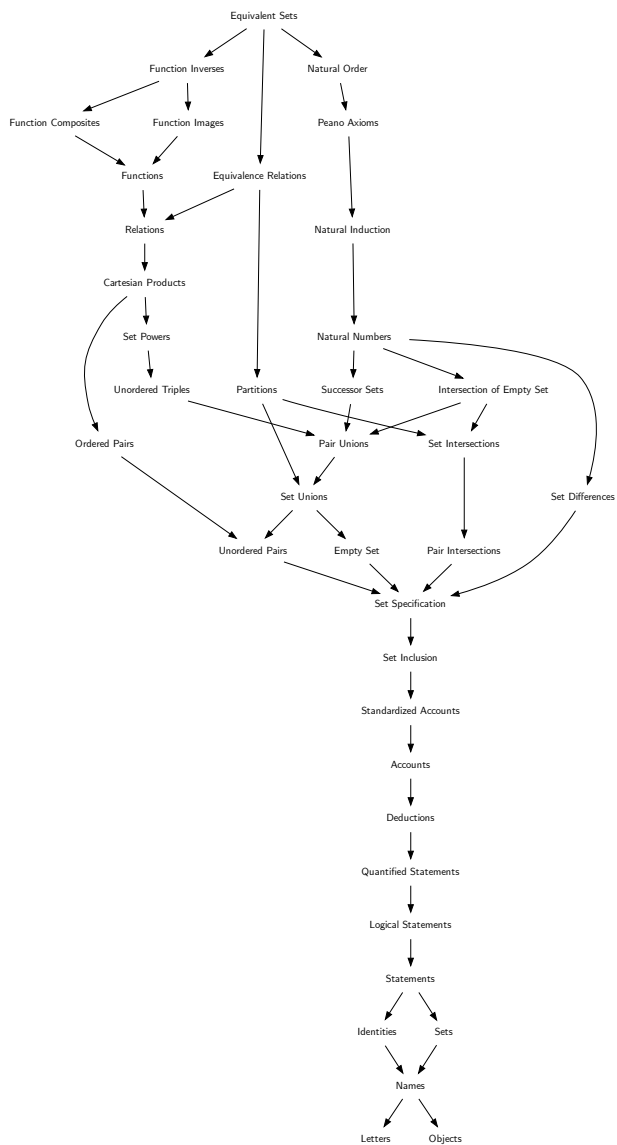 Equivalent Sets
Function Inverses
Natural Order
Function Composites
Function Images
Peano Axioms
Functions
Equivalence Relations
Relations
Natural Induction
Cartesian Products
Set Powers
Natural Numbers
Unordered Triples
Partitions
Successor Sets
Intersection of Empty Set
Ordered Pairs
Pair Unions
Set Intersections
Set Unions
Set Differences
Unordered Pairs
Empty Set
Pair Intersections
Set Specification
Set Inclusion
Standardized Accounts
Accounts
Deductions
Quantified Statements
Logical Statements
Statements
Identities
Sets
Names
Letters
Objects